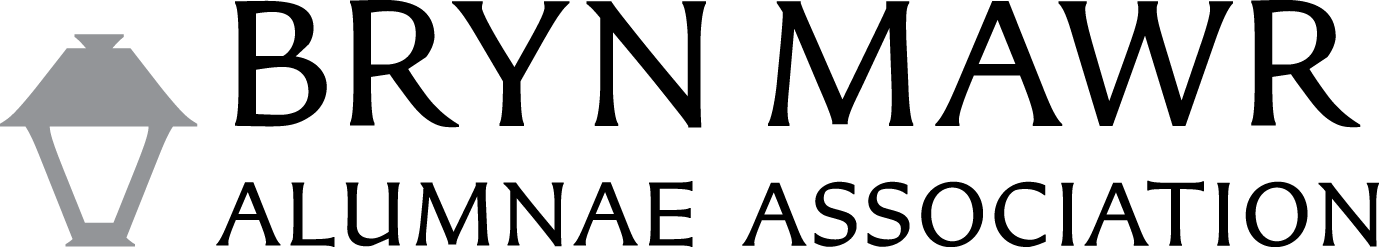 BRYN MAWR
ALUMNAE ASSOCIATION